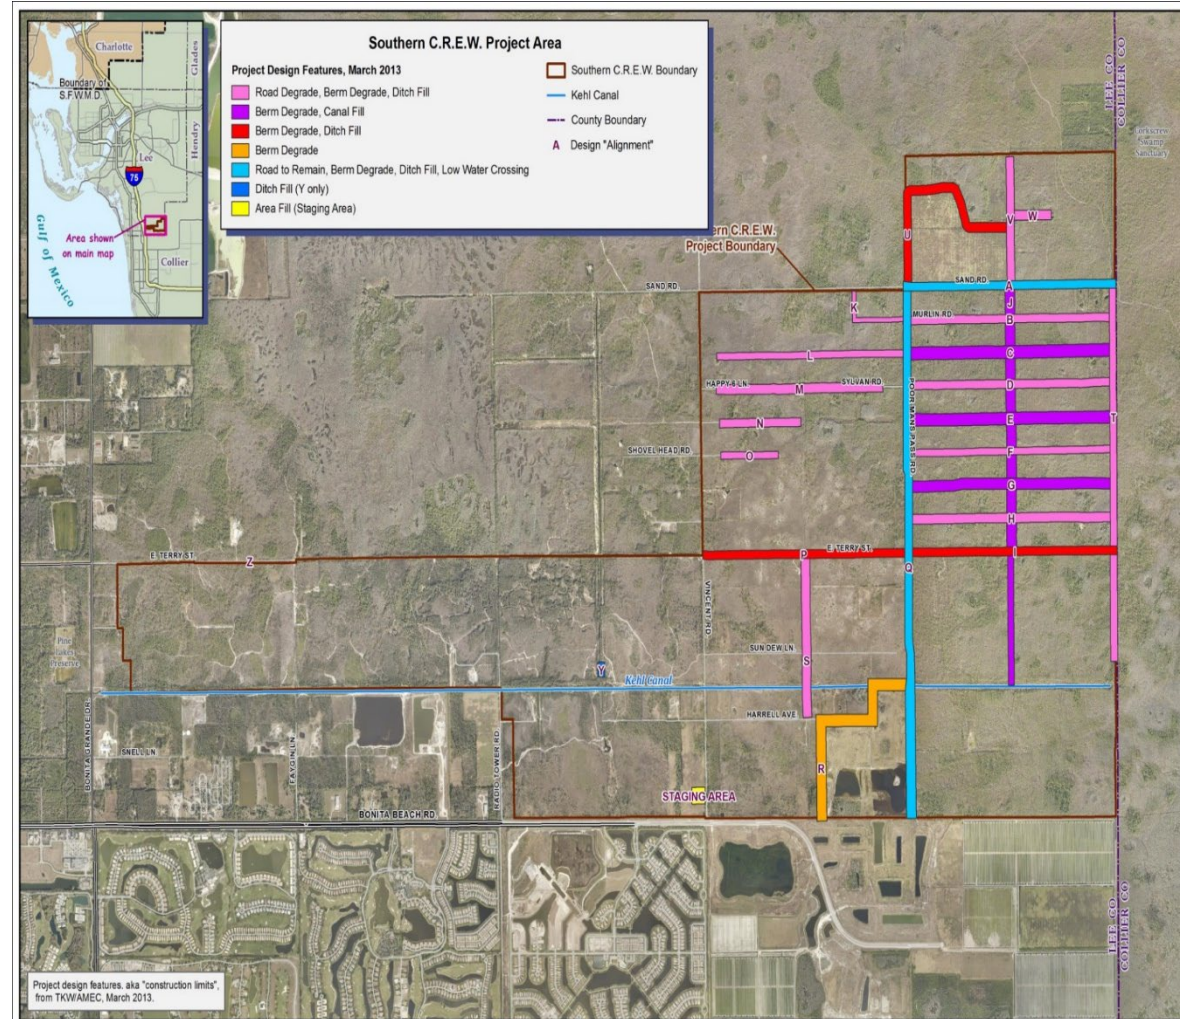 Charlotte
Glades
Boundary of
S.F.W.M.D.
Hendry
Lee
75
Area shown
on main map
Collier
Gulf of Mexico
Southern C.R.E.W. Project Area
Project Design Features, March 2013
Road Degrade, Berm Degrade, Ditch Fill
Berm Degrade, Canal Fill
Berm Degrade, Ditch Fill
Berm Degrade
Road to Remain, Berm Degrade, Ditch Fill, Low Water Crossing
Ditch Fill (Y only)
Area Fill (Staging Area)
Southern C.R.E.W. Boundary
Kehl Canal
County Boundary
A Design "Alignment"
LEE CO
COLLIER CO
Corkscrew
Swamp
Sanctuary
ern C.R.E.W.
Project Boundary
U
V
W
SAND RD.
SAND RD
A
J
K
MURLIN RD
B
L
C
HAPPY-S LN.
M
SYLVAN RD
D
POOR MANS PASS RD
N
E
T
SHOVEL HEAD RD.
O
F
G
H
E. TERRY ST.
Z
P
E. TERRY ST.
I
Q
VINCENT RD.
Pine
Lakes
Preserve
SUN DEW LN.
S
Y
Kehl Canal
HARRELL AVE
BONITA GRANDE DR.
SNELL LN.
FAYGIN LN.
RADIO TOWER RD
R
STAGING AREA
BONITA BEACH RD
LEE CO
COLLIER CO
Project design features. aka "construction limits",
from TKW/AMEC, March 2013.